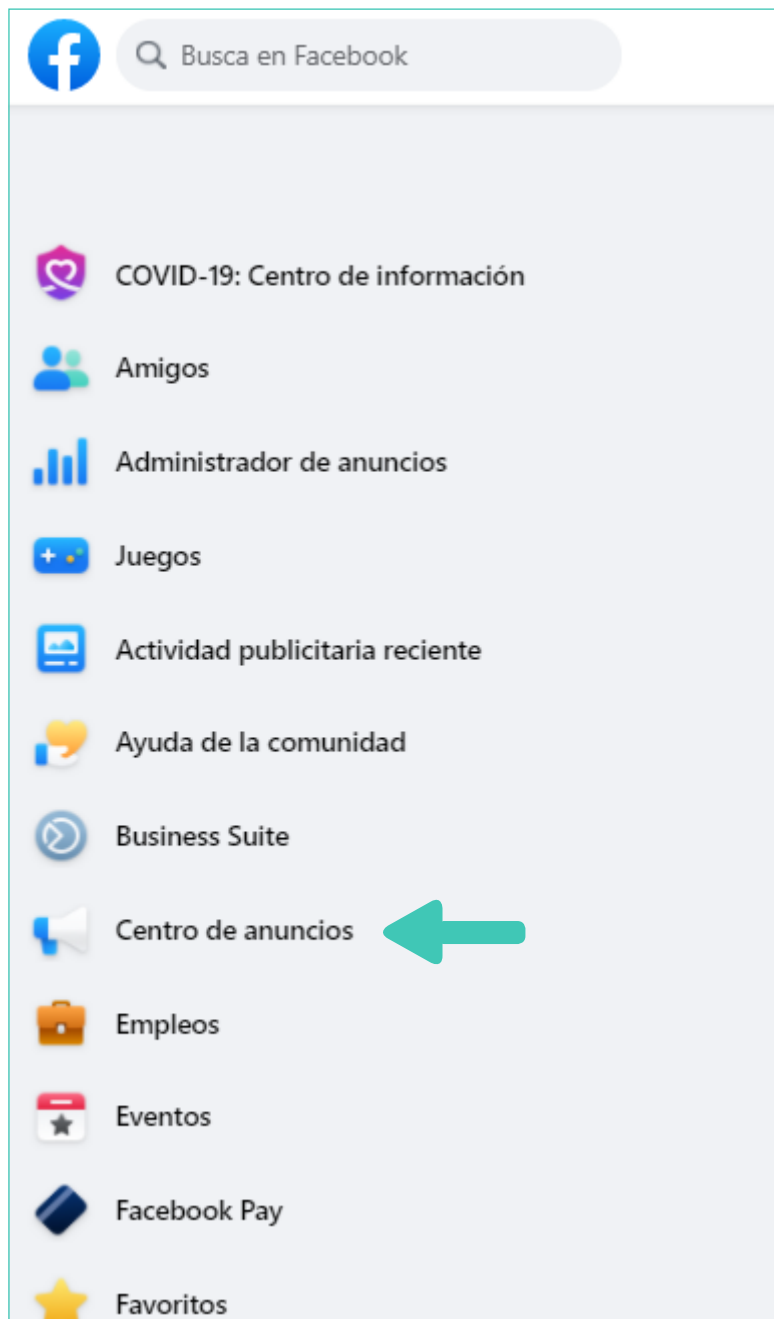 Busca en Facebook
COVID-19: Centro de información
Amigos
Administrador de anuncios
Juegos
Actividad publicitaria reciente
Ayuda de la comunidad
Business Suite
Centro de anuncios
Empleos
Eventos
Facebook Pay
Favoritos